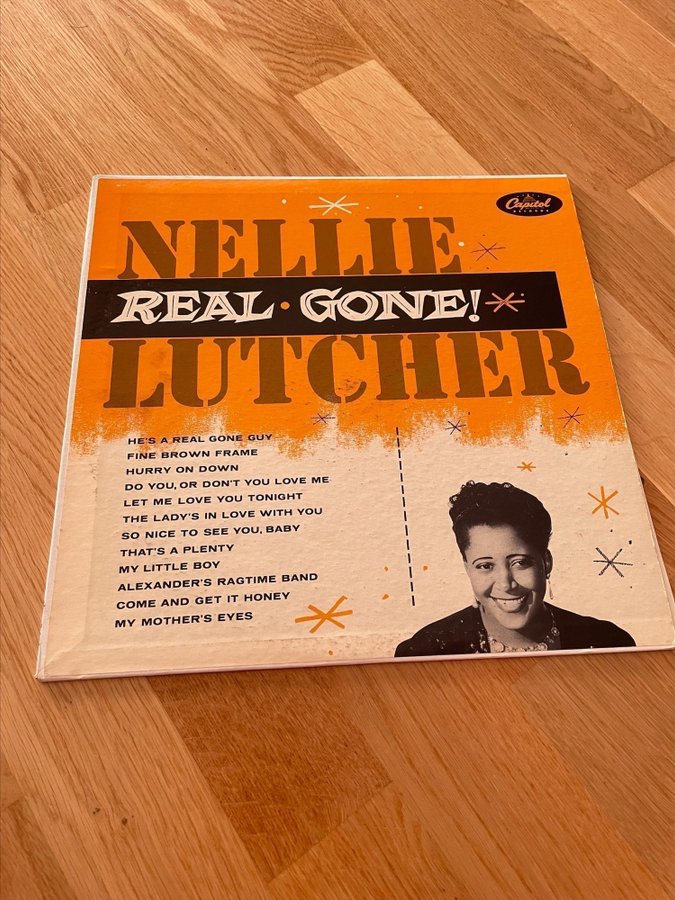 Capitol
RECORDS
NELLIE
REAL · GONE!
LUTCHER
HE'S A REAL GONE GUY
FINE BROWN FRAME
HURRY ON DOWN
DO YOU, OR DON'T YOU LOVE ME
LET ME LOVE YOU TONIGHT
THE LADY'S IN LOVE WITH YOU
SO NICE TO SEE YOU, BABY
THAT'S A PLENTY
MY LITTLE BOY
ALEXANDER'S RAGTIME BAND
COME AND GET IT HONEY
MY MOTHER'S EYES